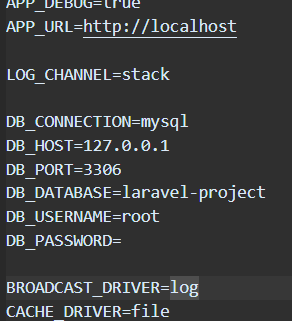 APP_DEBUG=true
APP_URL=http://localhost
LOG_CHANNEL=stack
DB_CONNECTION=mysql
DB_HOST=127.0.0.1
DB_PORT=3306
DB_DATABASE=laravel-project
DB_USERNAME=root
DB_PASSWORD=
BROADCAST_DRIVER=log
CACHE_DRIVER=file